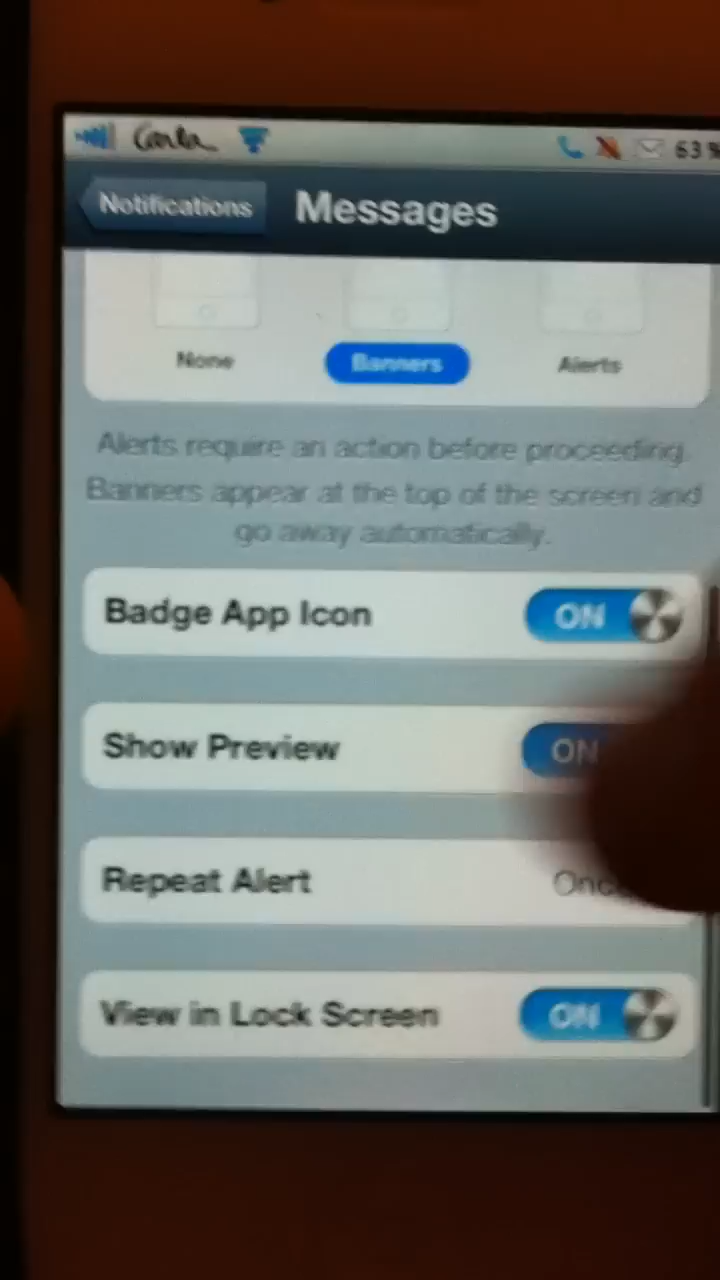 Carla 63%
Notifications Messages
None Banners Alerts
Alerts require an action before proceeding.
Banners appear at the top of the screen and
go away automatically.
Badge App Icon ON
Show Preview ON
Repeat Alert Onc
View in Lock Screen ON